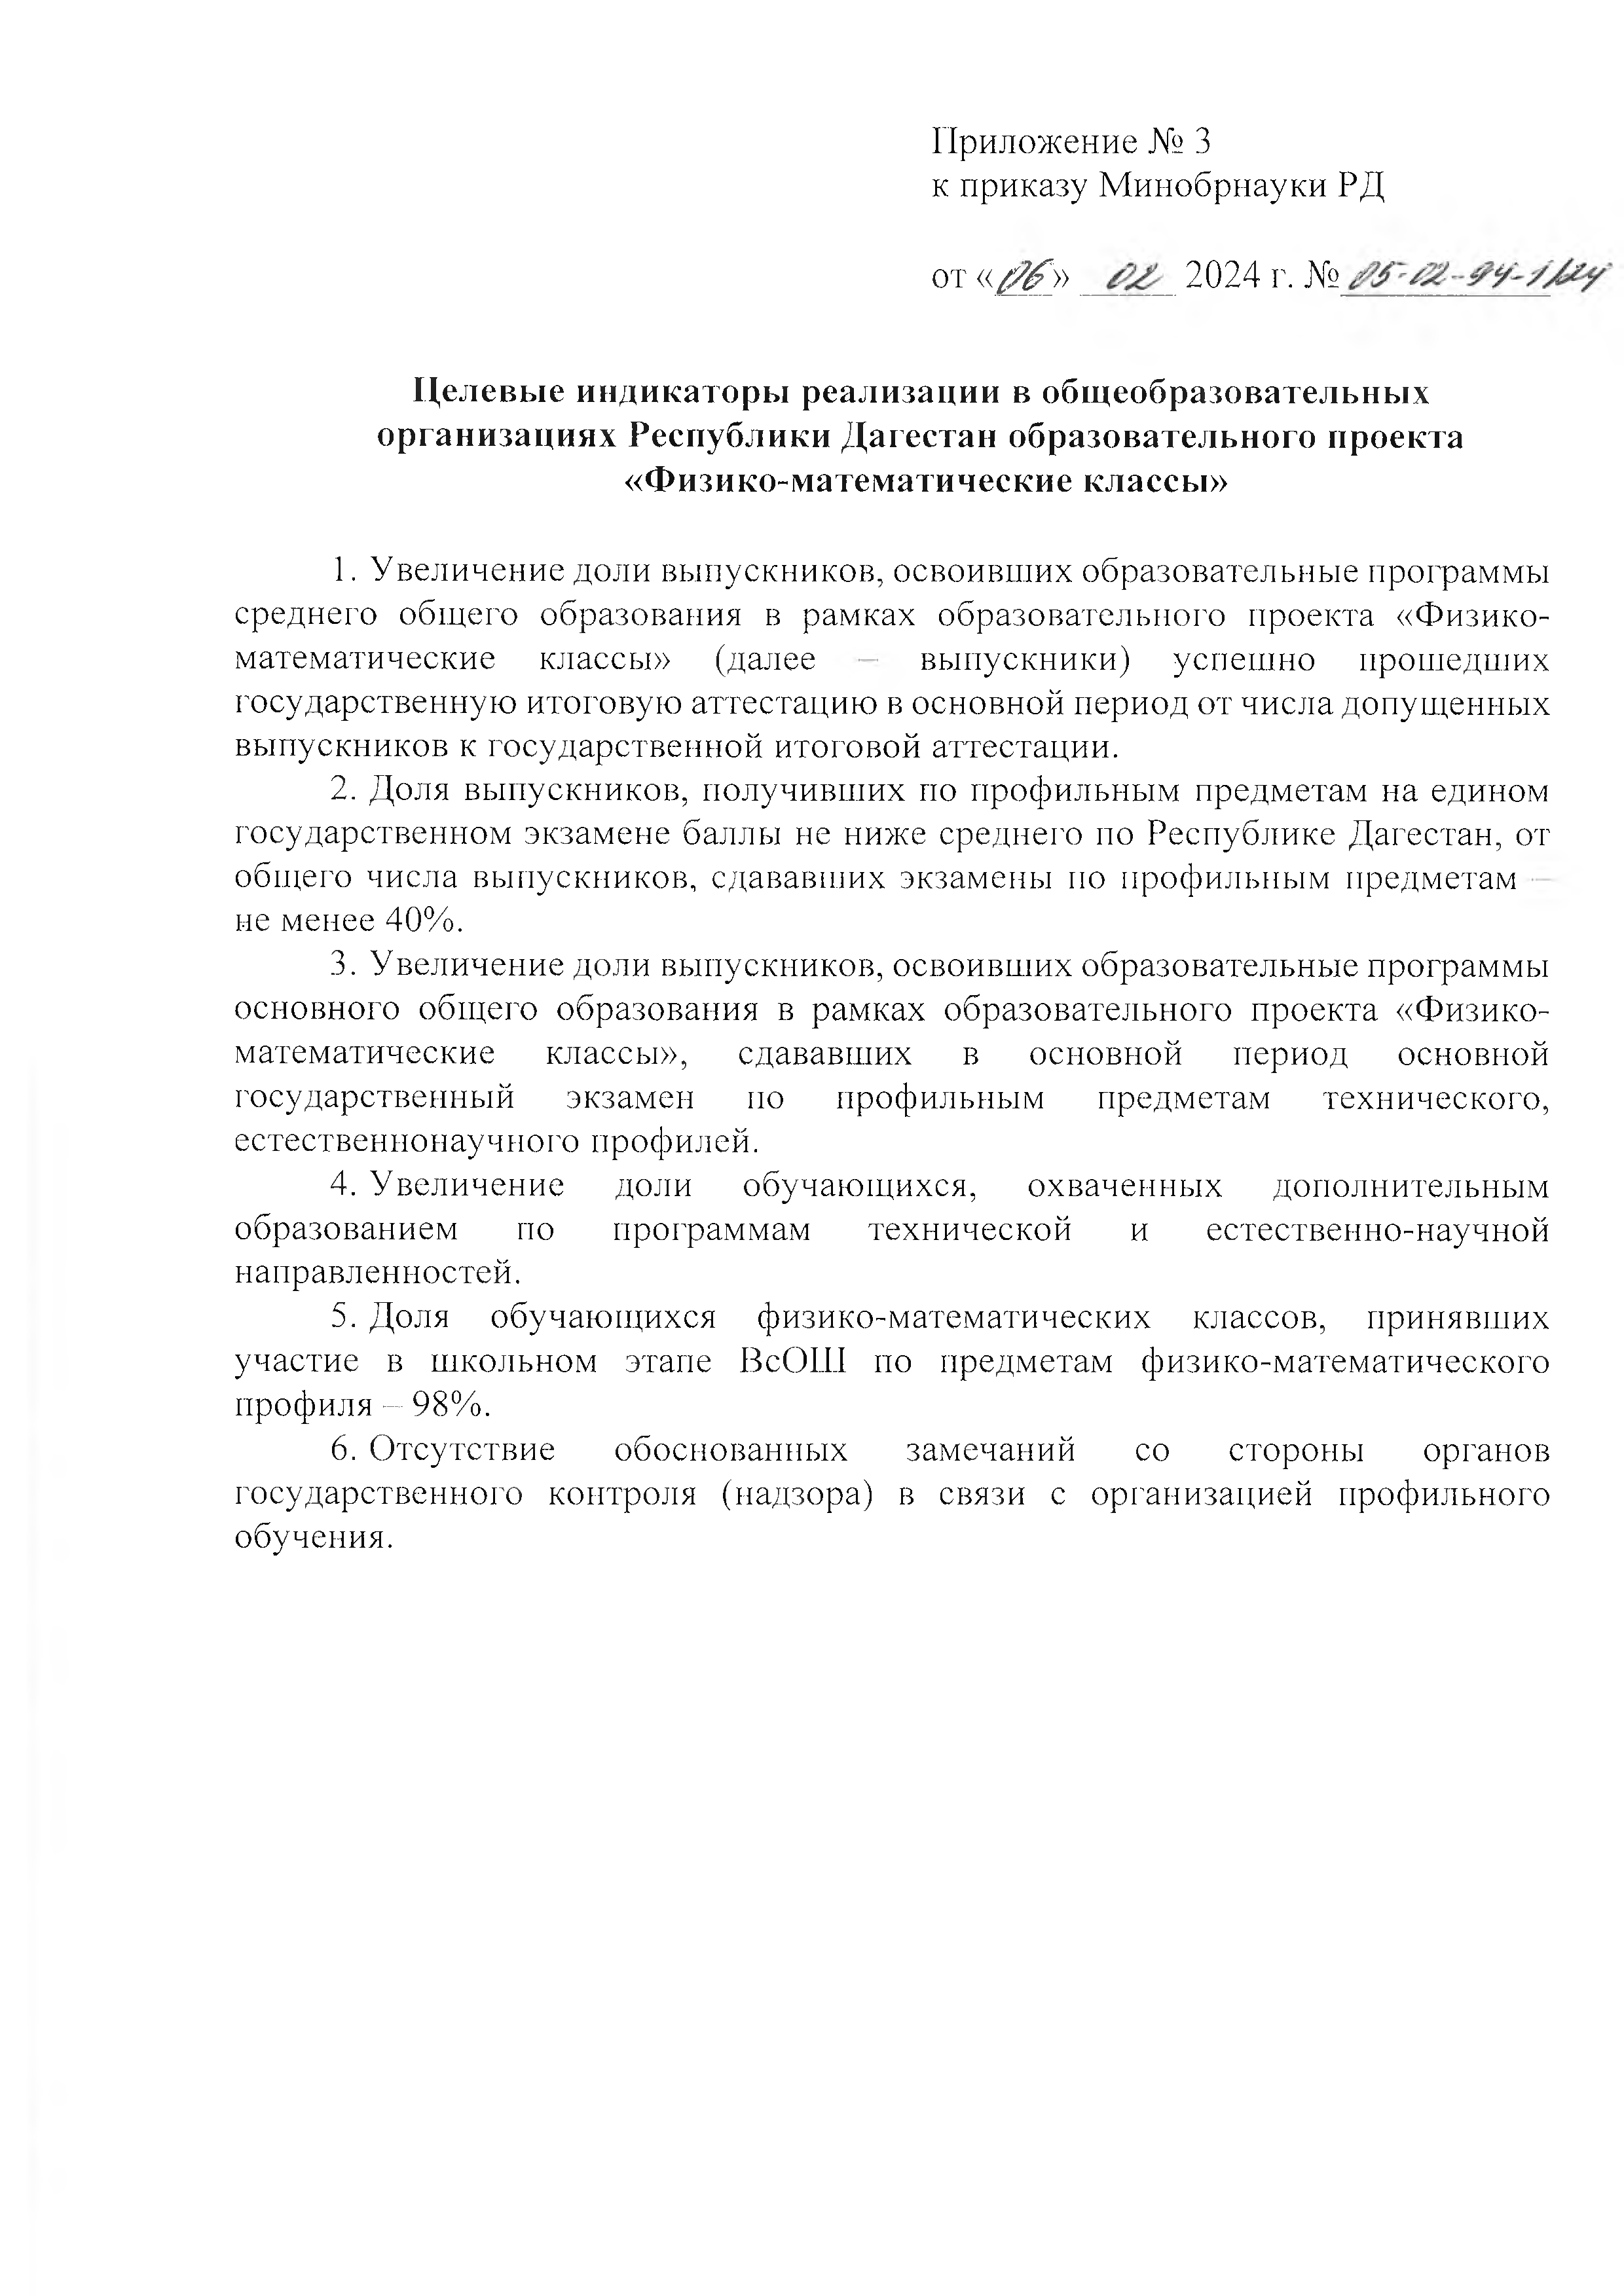 Приложение № 3
к приказу Минобрнауки РД
от «06» 02 2024 г. № 05-02-94-1/24
Целевые индикаторы реализации в общеобразовательных
организациях Республики Дагестан образовательного проекта
«Физико-математические классы»
1. Увеличение доли выпускников, освоивших образовательные программы
среднего общего образования в рамках образовательного проекта «Физико-
математические классы» (далее – выпускники) успешно прошедших
государственную итоговую аттестацию в основной период от числа допущенных
выпускников к государственной итоговой аттестации.
2. Доля выпускников, получивших по профильным предметам на едином
государственном экзамене баллы не ниже среднего по Республике Дагестан, от
общего числа выпускников, сдававших экзамены по профильным предметам –
не менее 40%.
3. Увеличение доли выпускников, освоивших образовательные программы
основного общего образования в рамках образовательного проекта «Физико-
математические классы», сдававших в основной период основной
государственный экзамен по профильным предметам технического,
естественнонаучного профилей.
4. Увеличение доли обучающихся, охваченных дополнительным
образованием по программам технической и естественно-научной
направленностей.
5. Доля обучающихся физико-математических классов, принявших
участие в школьном этапе ВсОШ по предметам физико-математического
профиля – 98%.
6. Отсутствие обоснованных замечаний со стороны органов
государственного контроля (надзора) в связи с организацией профильного
обучения.